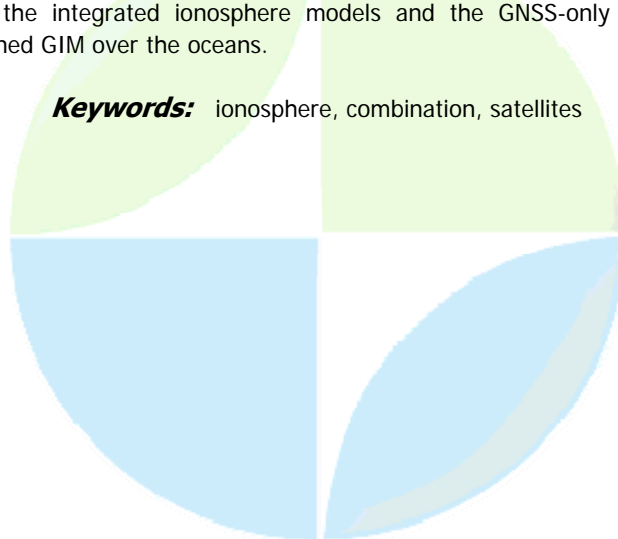 the integrated ionosphere models and the GNSS-only
ned GIM over the oceans.
Keywords: ionosphere, combination, satellites